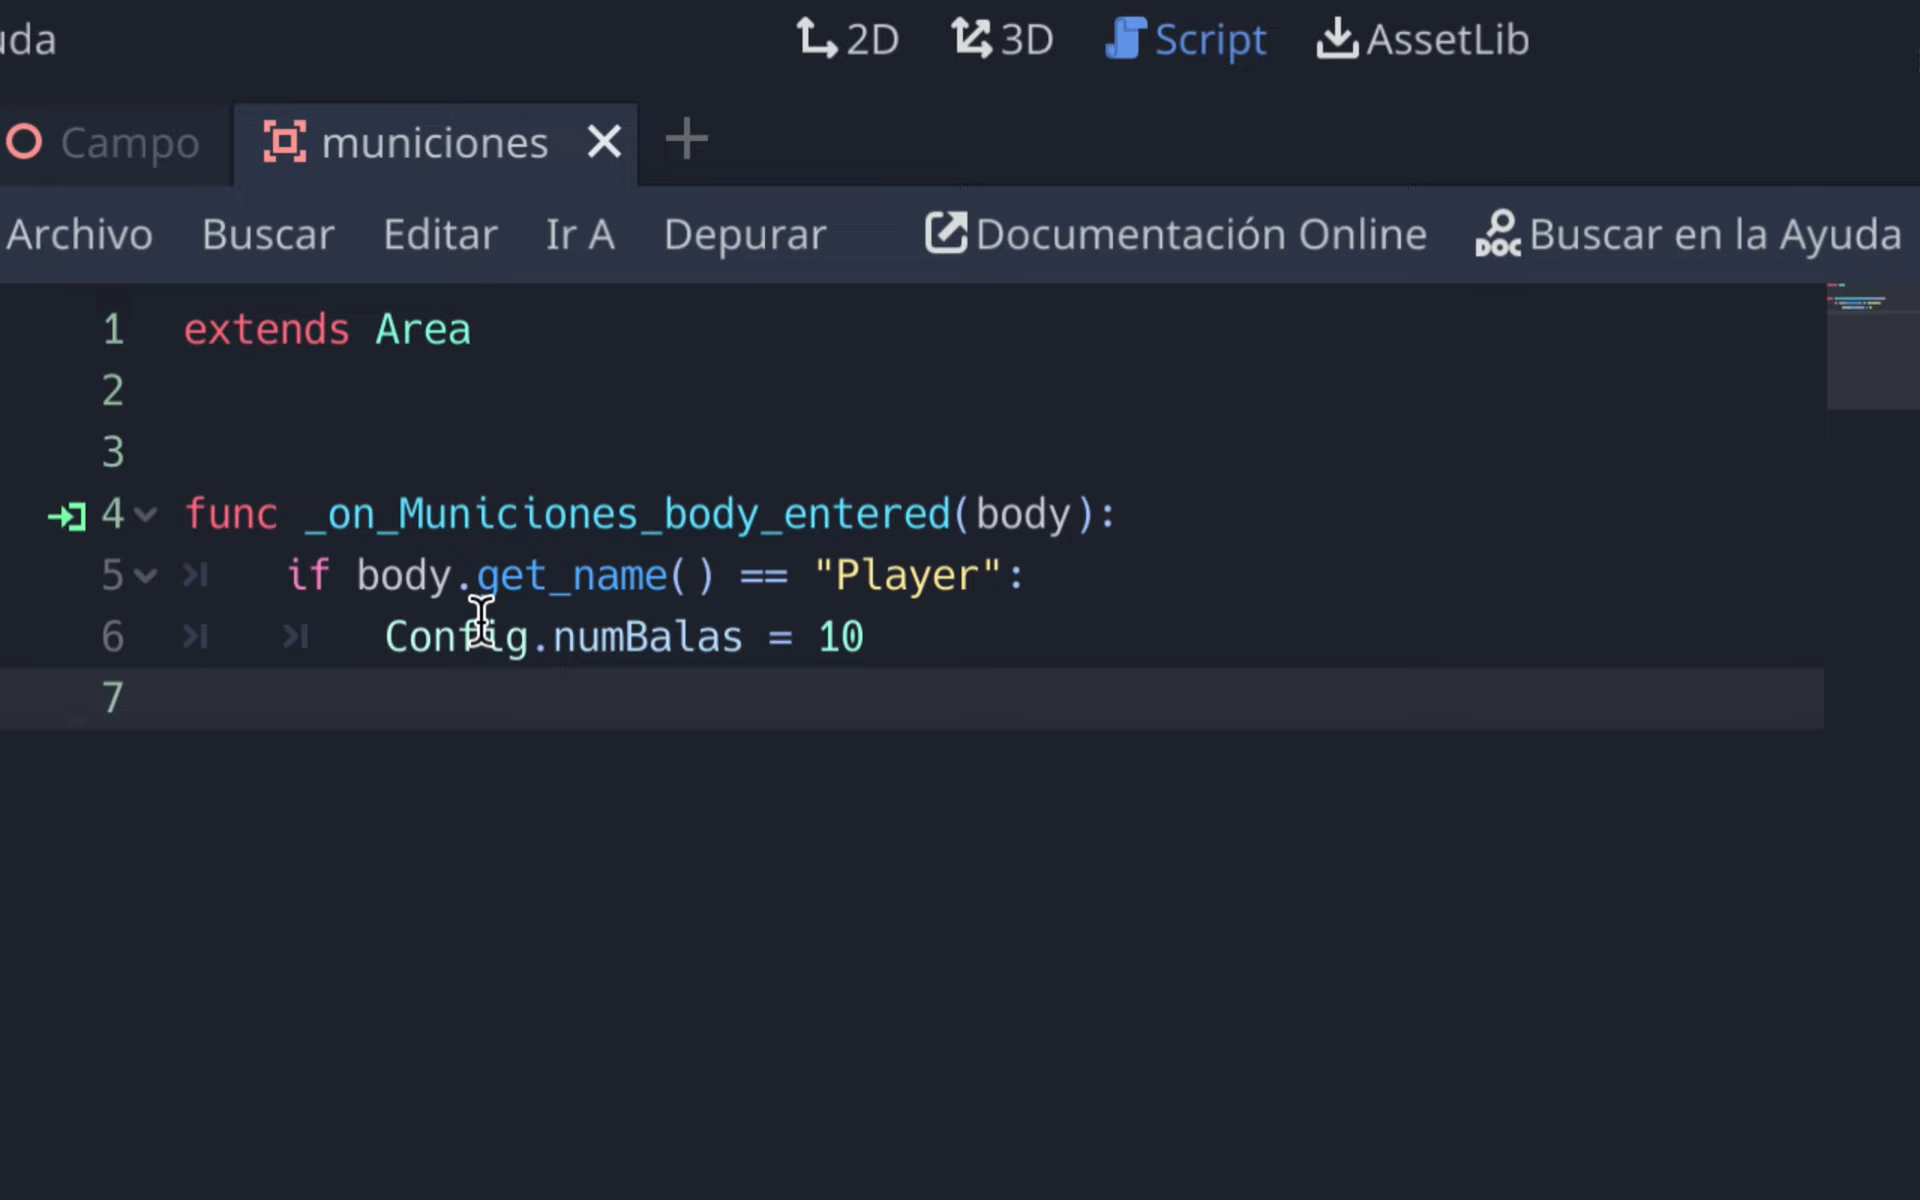 uda 2D 3D Script AssetLib
Campo municiones
Archivo Buscar Editar Ir A Depurar Documentación Online DOC Buscar en la Ayuda
1 extends Area
2
3
4 func _on_Municiones_body_entered(body):
5 if body.get_name() == "Player":
6 Config.numBalas = 10
7